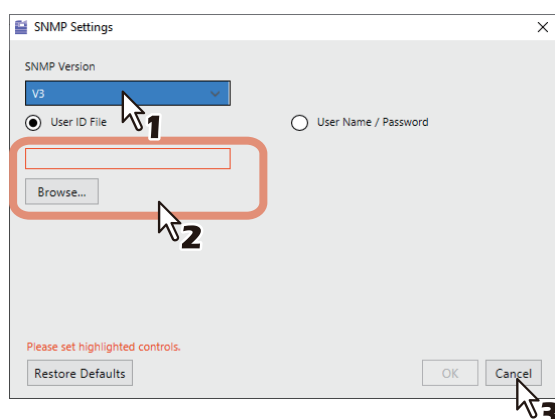 SNMP Settings
SNMP Version
V3
User ID File
User Name / Password
1
Browse...
2
Please set highlighted controls.
Restore Defaults
OK
Cancel
3